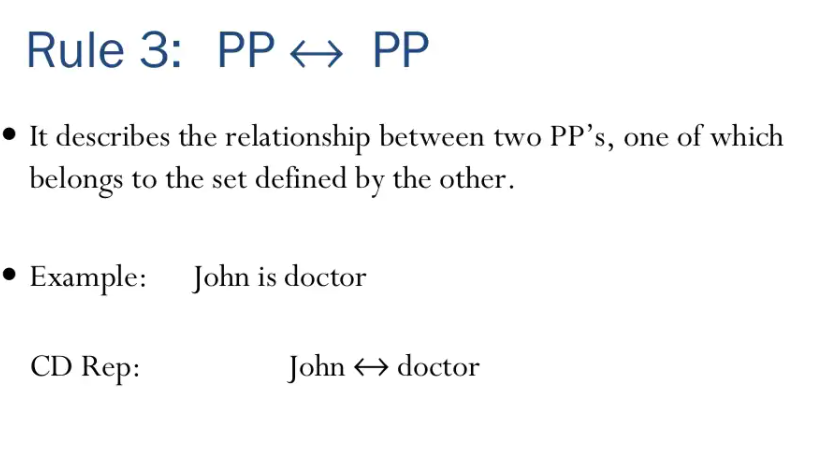 Rule 3: PP ↔ PP
• It describes the relationship between two PP’s, one of which
belongs to the set defined by the other.
• Example: John is doctor
CD Rep: John ↔ doctor